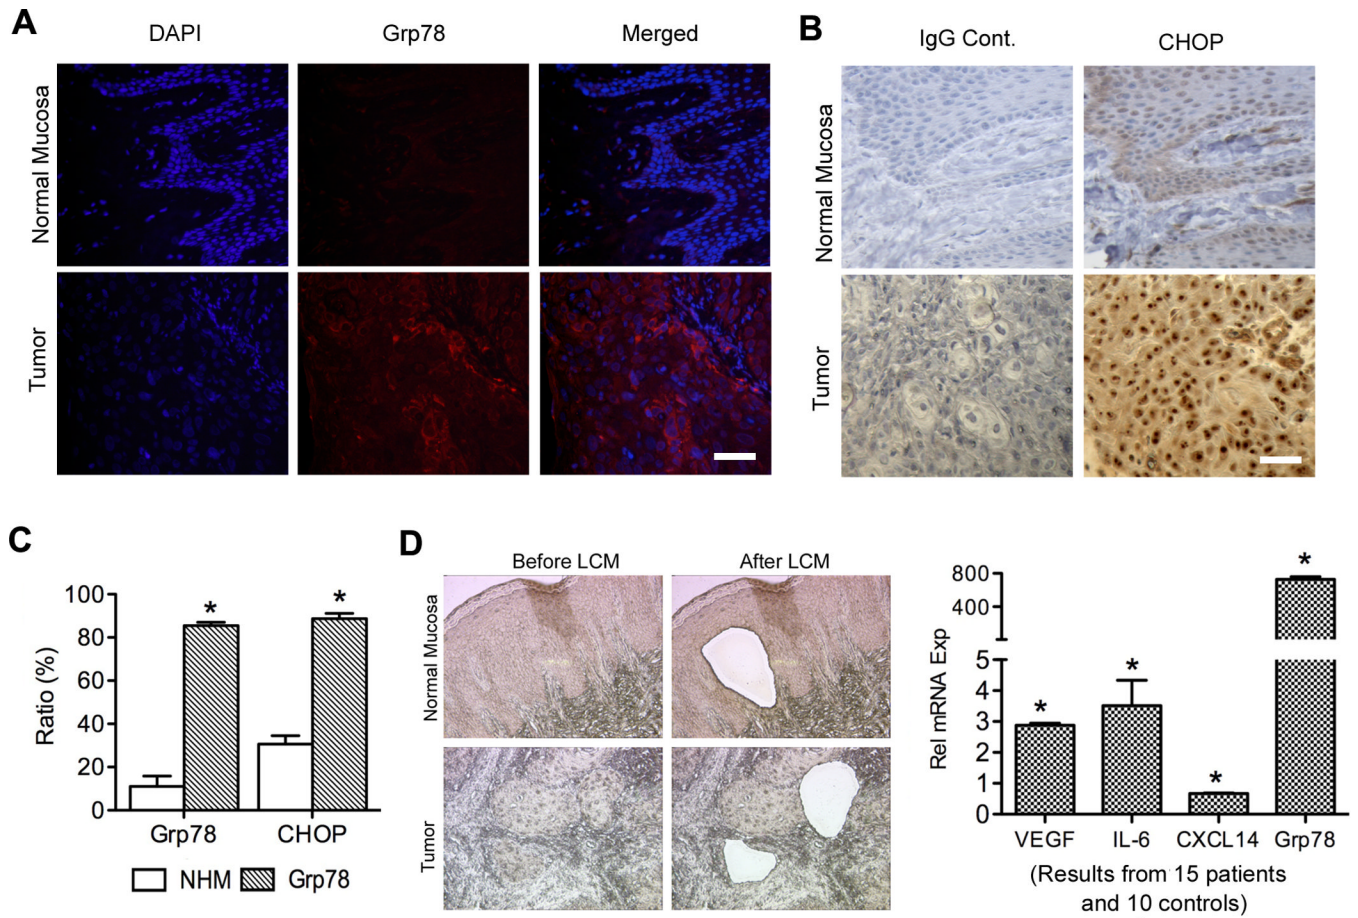 A
DAPI
Grp78
Merged
Normal Mucosa
Tumor
B
IgG Cont.
CHOP
Normal Mucosa
Tumor
C
Ratio (%)
100
80
60
40
20
0
*
*
Grp78
CHOP
NHM
Grp78
D
Before LCM
After LCM
Normal Mucosa
Tumor
Rel mRNA Exp
800
400
5
4
3
2
1
0
*
*
*
*
VEGF
IL-6
CXCL14
Grp78
(Results from 15 patients
and 10 controls)